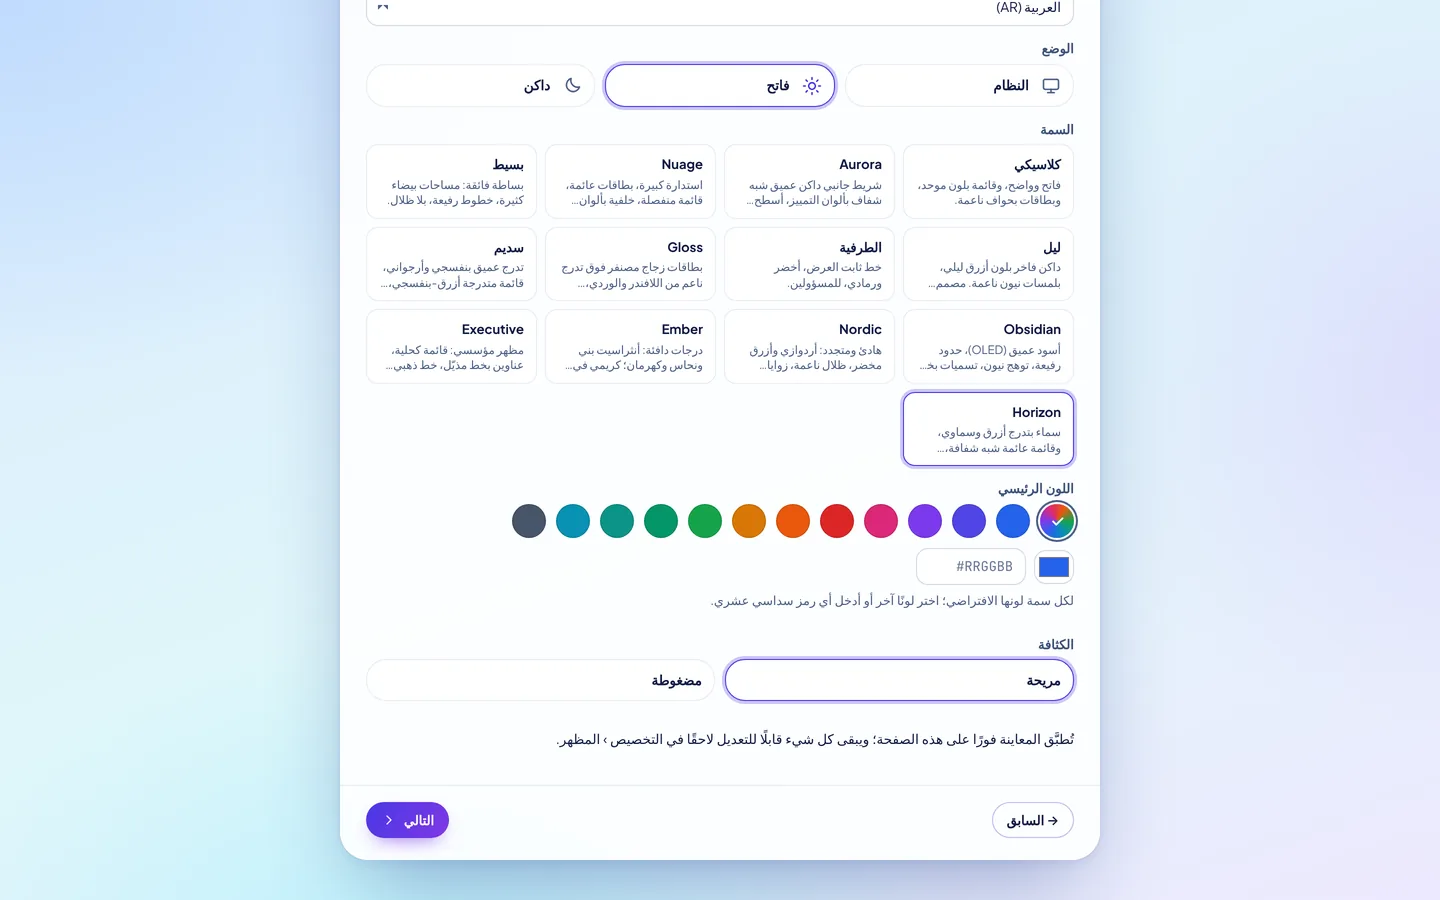 العربية (AR)
الوضع
النظام
فاتح
داكن
السمة
كلاسيكي
فاتح وواضح، وقائمة بلون موحد،
وبطاقات بحواف ناعمة.
Aurora
شريط جانبي داكن عميق شبه
شفاف بألوان التمييز، أسطح...
Nuage
استدارة كبيرة، بطاقات عائمة،
قائمة منفصلة، خلفية بألوان...
بسيط
بساطة فائقة: مساحات بيضاء
كثيرة، خطوط رفيعة، بلا ظلال.
ليل
داكن فاخر بلون أزرق ليلي،
بلمسات نيون ناعمة. مصمم...
الطرفية
خط ثابت العرض، أخضر
ورمادي، للمسؤولين.
Gloss
بطاقات زجاج مصنفر فوق تدرج
ناعم من اللافندر والوردي،...
سديم
تدرج عميق بنفسجي وأرجواني،
قائمة متدرجة أزرق-بنفسجي،...
Obsidian
أسود عميق (OLED)، حدود
رفيعة، توهج نيون، تسميات بخـ...
Nordic
هادئ ومتجدد: أردوازي وأزرق
مخضر، ظلال ناعمة، زوايا...
Ember
درجات دافئة: أنثراسيت بني
ونحاس وكهرمان؛ كريمي في...
Executive
مظهر مؤسسي: قائمة كحلية،
عناوين بخط مذيّل، خط ذهبي...
Horizon
سماء بتدرج أزرق وسماوي،
وقائمة عائمة شبه شفافة،...
اللون الرئيسي
#RRGGBB
لكل سمة لونها الافتراضي؛ اختر لونًا آخر أو أدخل أي رمز سداسي عشري.
الكثافة
مريحة
مضغوطة
تُطبَّق المعاينة فورًا على هذه الصفحة؛ ويبقى كل شيء قابلًا للتعديل لاحقًا في التخصيص › المظهر.
→ السابق
التالي